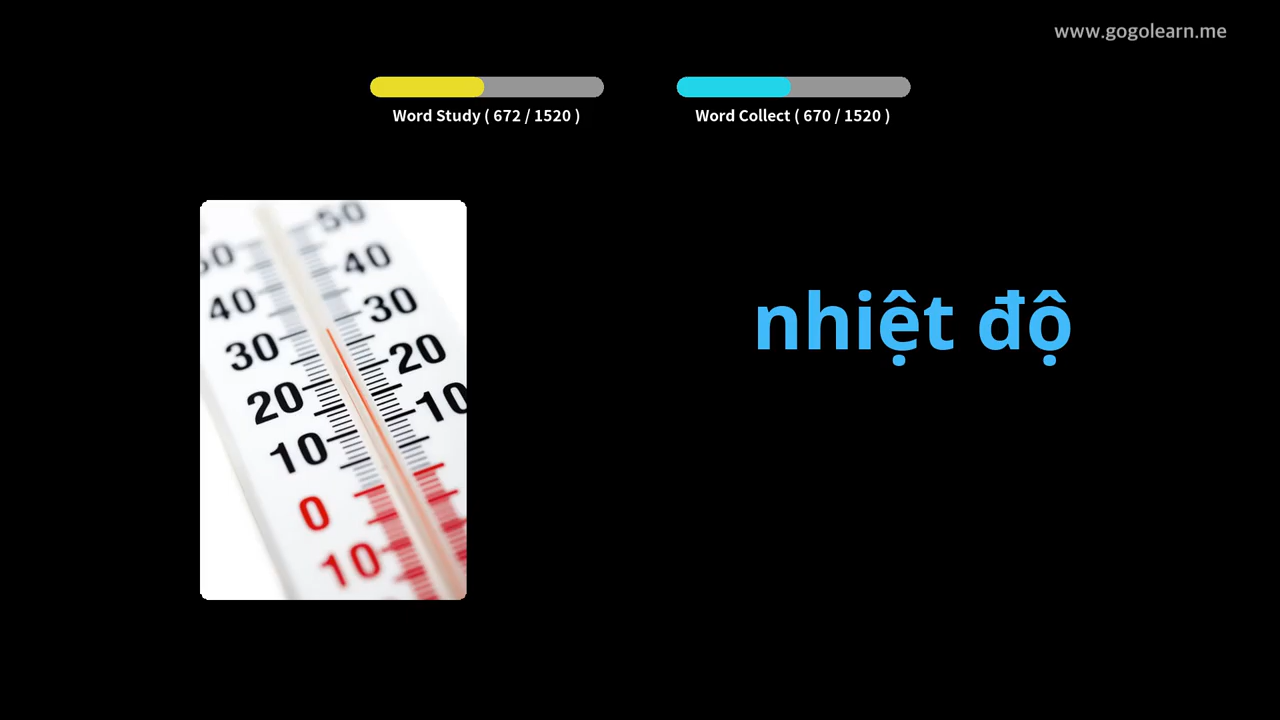 www.gogolearn.me
Word Study ( 672 / 1520 )
Word Collect ( 670 / 1520 )
nhiệt độ
50
40
40
30
30
20
20
10
10
0
10